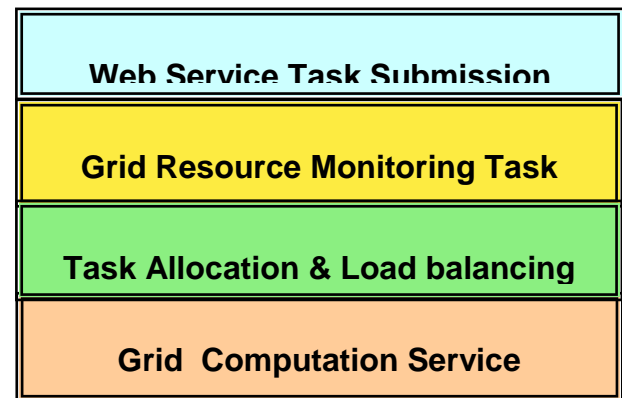 Web Service Task Submission
Grid Resource Monitoring Task
Task Allocation & Load balancing
Grid Computation Service